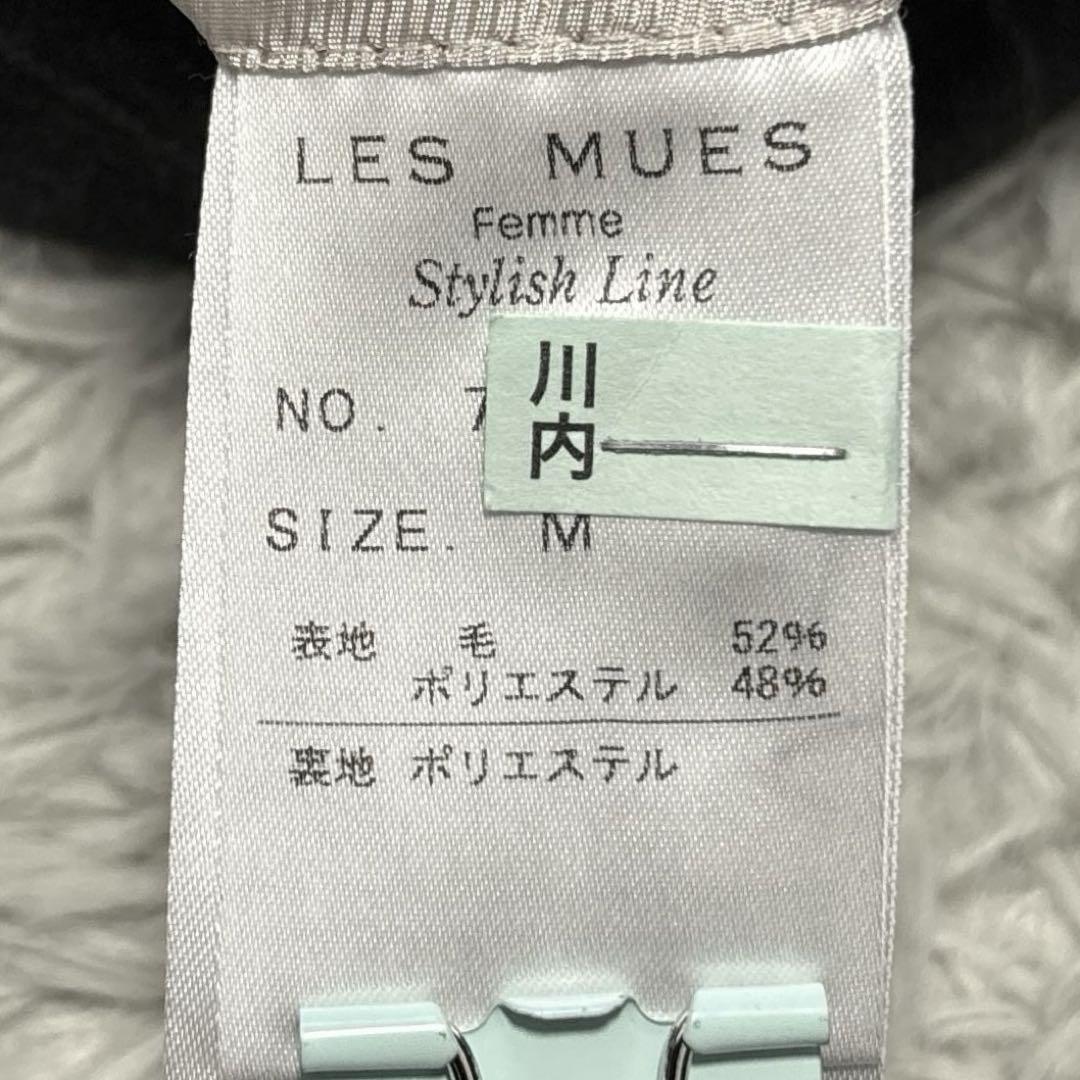 LES MUES
Femme
Stylish Line
NO. 7
川内
SIZE. M
表地 毛 52%
ポリエステル 48%
裏地 ポリエステル